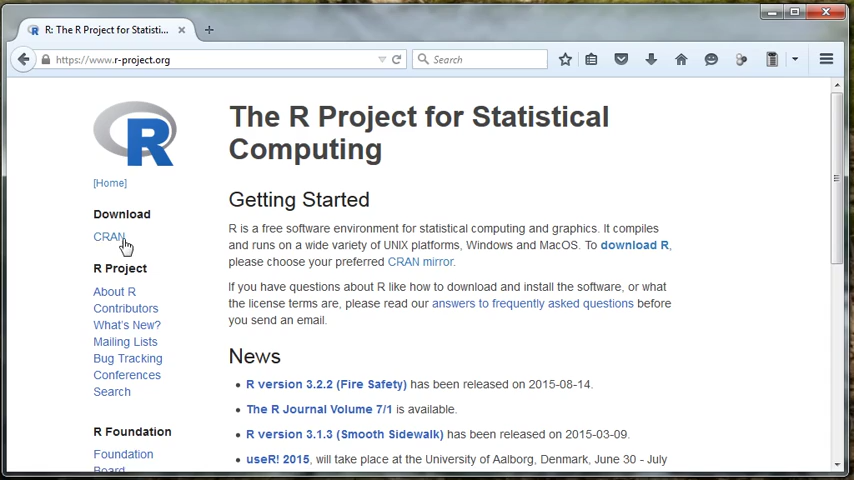 R: The R Project for Statisti...
https://www.r-project.org
Search
R
The R Project for Statistical
Computing
[Home]
Download
CRAN
R Project
About R
Contributors
What's New?
Mailing Lists
Bug Tracking
Conferences
Search
R Foundation
Foundation
Board
Getting Started
R is a free software environment for statistical computing and graphics. It compiles
and runs on a wide variety of UNIX platforms, Windows and MacOS. To download R,
please choose your preferred CRAN mirror.
If you have questions about R like how to download and install the software, or what
the license terms are, please read our answers to frequently asked questions before
you send an email.
News
• R version 3.2.2 (Fire Safety) has been released on 2015-08-14.
• The R Journal Volume 7/1 is available.
• R version 3.1.3 (Smooth Sidewalk) has been released on 2015-03-09.
• useR! 2015, will take place at the University of Aalborg, Denmark, June 30 - July